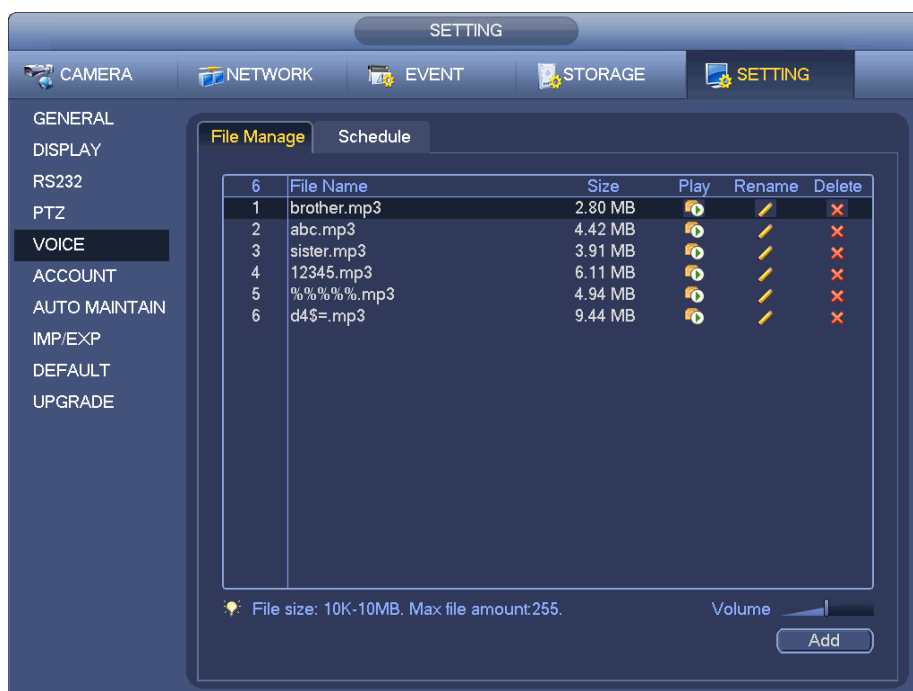 SETTING
CAMERA NETWORK EVENT STORAGE SETTING
GENERAL
DISPLAY
RS232
PTZ
VOICE
ACCOUNT
AUTO MAINTAIN
IMP/EXP
DEFAULT
UPGRADE
File Manage Schedule
6 File Name Size Play Rename Delete
1 brother.mp3 2.80 MB
2 abc.mp3 4.42 MB
3 sister.mp3 3.91 MB
4 12345.mp3 6.11 MB
5 %%%%%.mp3 4.94 MB
6 d4$=.mp3 9.44 MB
File size: 10K-10MB. Max file amount:255. Volume
Add